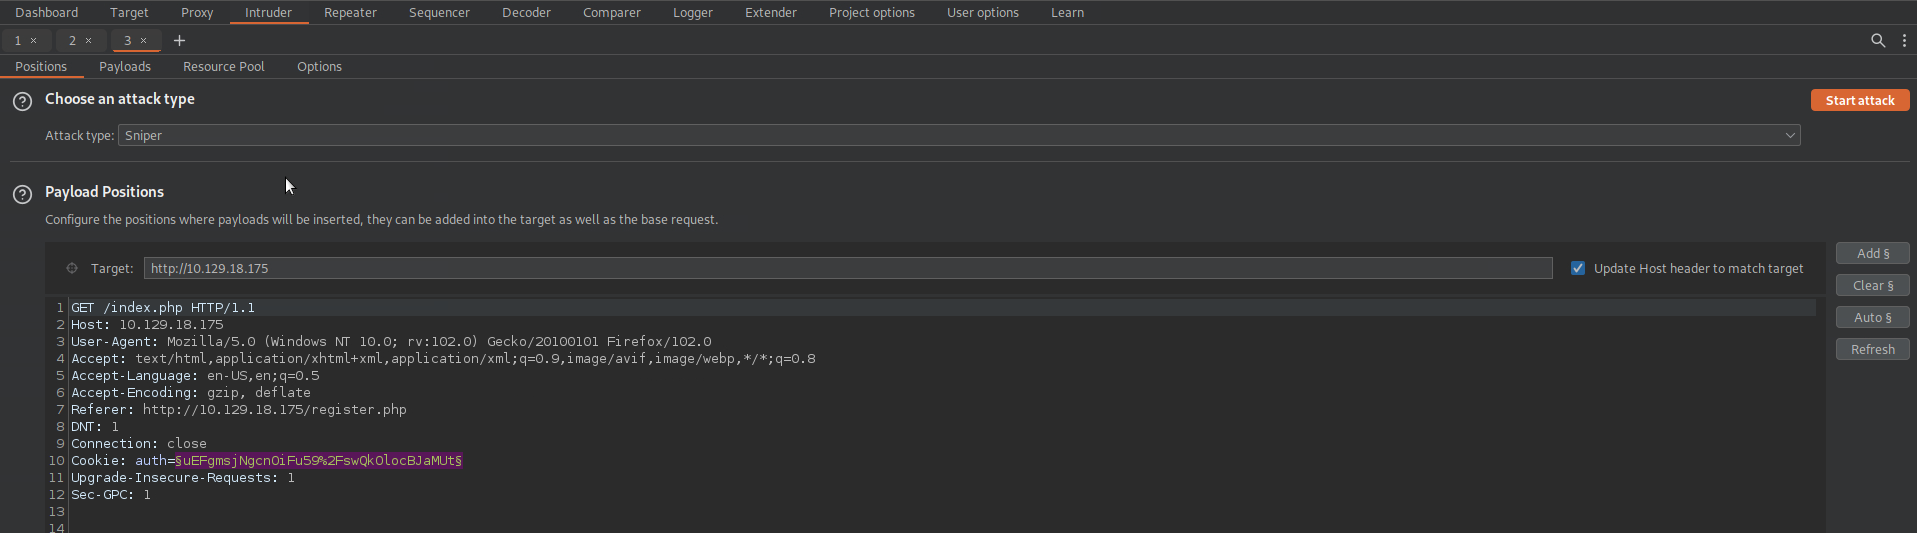 Dashboard Target Proxy Intruder Repeater Sequencer Decoder Comparer Logger Extender Project options User options Learn
1 × 2 × 3 × +
Positions Payloads Resource Pool Options
? Choose an attack type Start attack
Attack type: Sniper
? Payload Positions
Configure the positions where payloads will be inserted, they can be added into the target as well as the base request.
Add §
Target: http://10.129.18.175 Update Host header to match target
Clear §
Auto §
Refresh
1 GET /index.php HTTP/1.1
2 Host: 10.129.18.175
3 User-Agent: Mozilla/5.0 (Windows NT 10.0; rv:102.0) Gecko/20100101 Firefox/102.0
4 Accept: text/html,application/xhtml+xml,application/xml;q=0.9,image/avif,image/webp,*/*;q=0.8
5 Accept-Language: en-US,en;q=0.5
6 Accept-Encoding: gzip, deflate
7 Referer: http://10.129.18.175/register.php
8 DNT: 1
9 Connection: close
10 Cookie: auth=§uEFgmsjNgcnOiFu59%2FswQkOlocBJaMUt§
11 Upgrade-Insecure-Requests: 1
12 Sec-GPC: 1
13
14